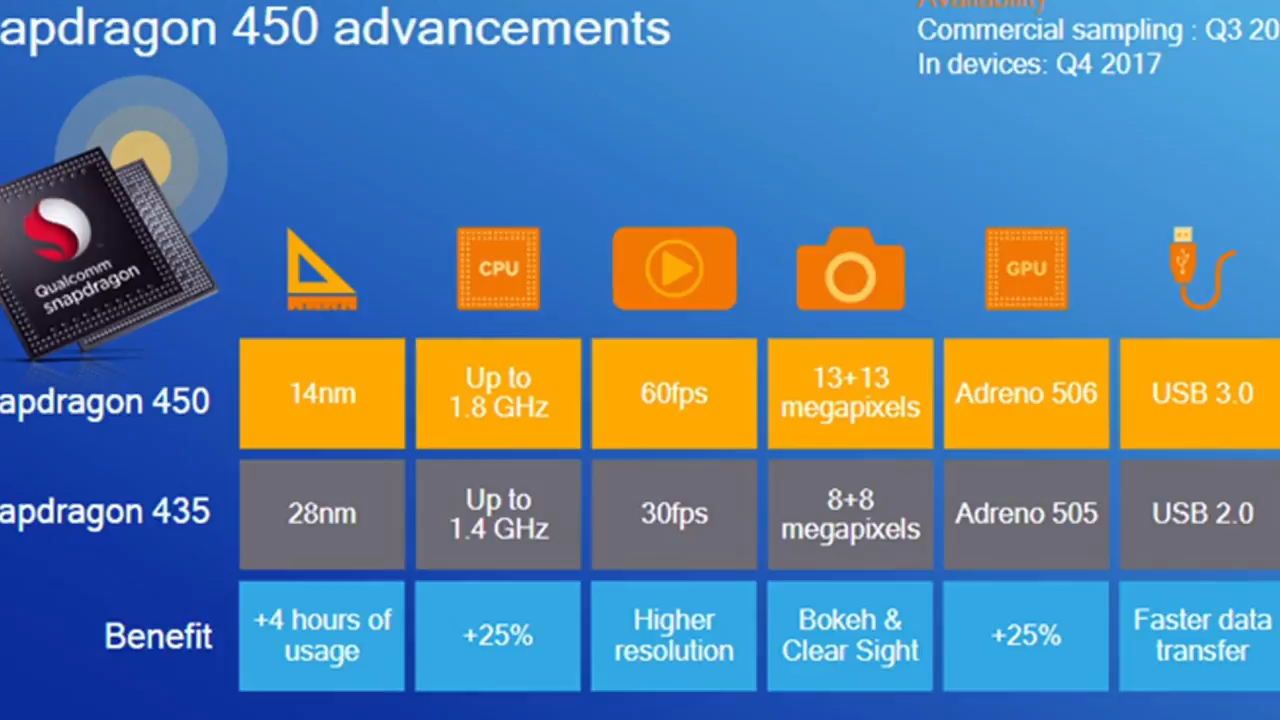 apdragon 450 advancements
Availability
Commercial sampling : Q3 20
In devices: Q4 2017
Qualcomm
snapdragon
CPU
GPU
apdragon 450
14nm
Up to
1.8 GHz
60fps
13+13
megapixels
Adreno 506
USB 3.0
apdragon 435
28nm
Up to
1.4 GHz
30fps
8+8
megapixels
Adreno 505
USB 2.0
Benefit
+4 hours of
usage
+25%
Higher
resolution
Bokeh &
Clear Sight
+25%
Faster data
transfer